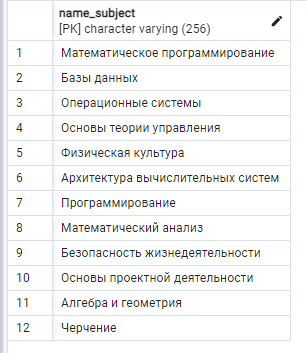 name_subject
[PK] character varying (256)
1 Математическое программирование
2 Базы данных
3 Операционные системы
4 Основы теории управления
5 Физическая культура
6 Архитектура вычислительных систем
7 Программирование
8 Математический анализ
9 Безопасность жизнедеятельности
10 Основы проектной деятельности
11 Алгебра и геометрия
12 Черчение